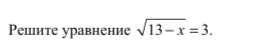 Решите уравнение √(13 – x) = 3.